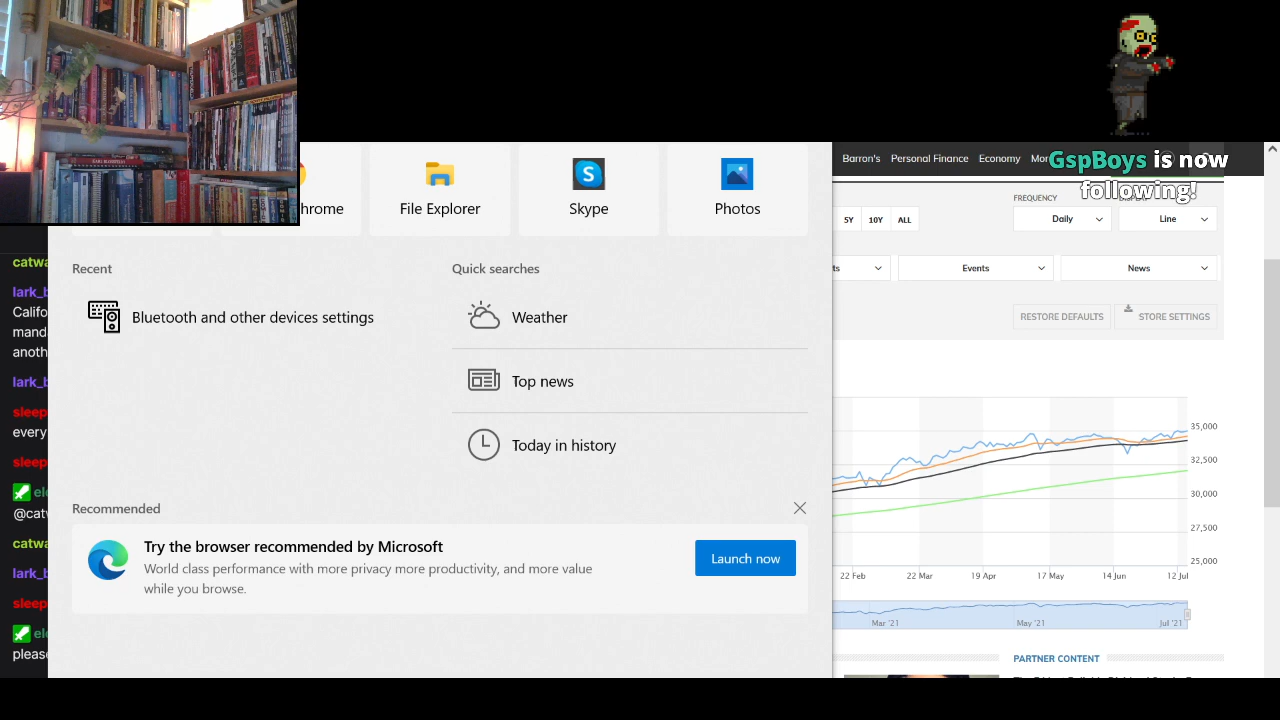 Barron's Personal Finance Economy Mor
GspBoys is now
following!
hrome
File Explorer
Skype
Photos
FREQUENCY
5Y 10Y ALL
Daily
Line
Recent
Quick searches
Events
News
Bluetooth and other devices settings
Weather
RESTORE DEFAULTS
STORE SETTINGS
Top news
Today in history
Recommended
Try the browser recommended by Microsoft
World class performance with more privacy more productivity, and more value
while you browse.
Launch now
35,000
32,500
30,000
27,500
25,000
22 Feb 22 Mar 19 Apr 17 May 14 Jun 12 Jul
Mar '21 May '21 Jul '21
PARTNER CONTENT
catwa
lark_b
Califo
mand
anoth
lark_b
sleep
every
sleep
ele
@catw
catwa
lark_b
sleep
ele
please